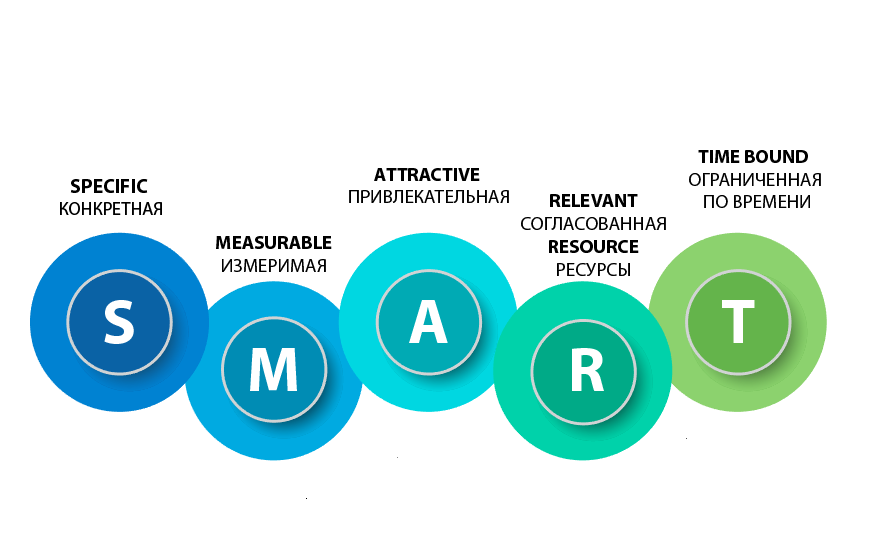 SPECIFIC
КОНКРЕТНАЯ
MEASURABLE
ИЗМЕРИМАЯ
ATTRACTIVE
ПРИВЛЕКАТЕЛЬНАЯ
RELEVANT
СОГЛАСОВАННАЯ
RESOURCE
РЕСУРСЫ
TIME BOUND
ОГРАНИЧЕННАЯ
ПО ВРЕМЕНИ
S
M
A
R
T